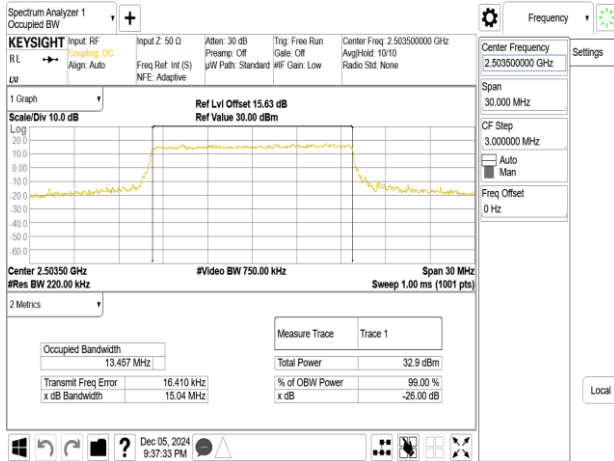 Spectrum Analyzer 1
Occupied BW
Frequency
KEYSIGHT
RL
LXI
Input: RF
Coupling: DC
Align: Auto
Input Z: 50 Ω
Freq Ref: Int (S)
NFE: Adaptive
Atten: 30 dB
Preamp: Off
µW Path: Standard
Trig: Free Run
Gate: Off
#IF Gain: Low
Center Freq: 2.503500000 GHz
Avg|Hold: 10/10
Radio Std: None
Center Frequency
2.503500000 GHz
Settings
Span
30.000 MHz
CF Step
3.000000 MHz
Auto
Man
Freq Offset
0 Hz
Local
1 Graph
Scale/Div 10.0 dB
Ref Lvl Offset 15.63 dB
Ref Value 30.00 dBm
Log
20.0
10.0
0.00
-10.0
-20.0
-30.0
-40.0
-50.0
-60.0
Center 2.50350 GHz
#Res BW 220.00 kHz
#Video BW 750.00 kHz
Span 30 MHz
Sweep 1.00 ms (1001 pts)
2 Metrics
Occupied Bandwidth
13.457 MHz
Transmit Freq Error 16.410 kHz
x dB Bandwidth 15.04 MHz
Measure Trace Trace 1
Total Power 32.9 dBm
% of OBW Power 99.00 %
x dB -26.00 dB
?
Dec 05, 2024
9:37:33 PM